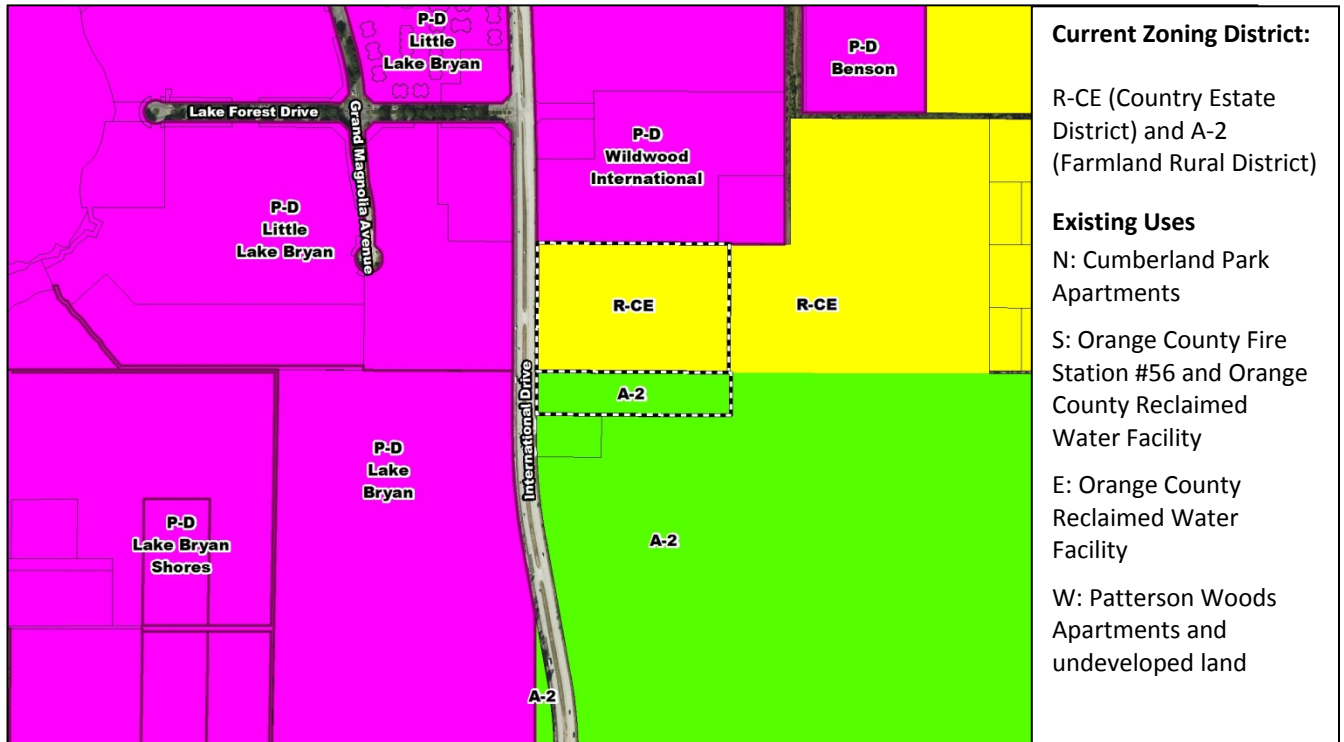 P-D
Little
Lake Bryan
P-D
Benson
Lake Forest Drive
Grand Magnolia Avenue
P-D
Wildwood
International
P-D
Little
Lake Bryan
R-CE
R-CE
International Drive
A-2
P-D
Lake
Bryan
P-D
Lake Bryan
Shores
A-2
A-2
Current Zoning District:
R-CE (Country Estate
District) and A-2
(Farmland Rural District)
Existing Uses
N: Cumberland Park
Apartments
S: Orange County Fire
Station #56 and Orange
County Reclaimed
Water Facility
E: Orange County
Reclaimed Water
Facility
W: Patterson Woods
Apartments and
undeveloped land